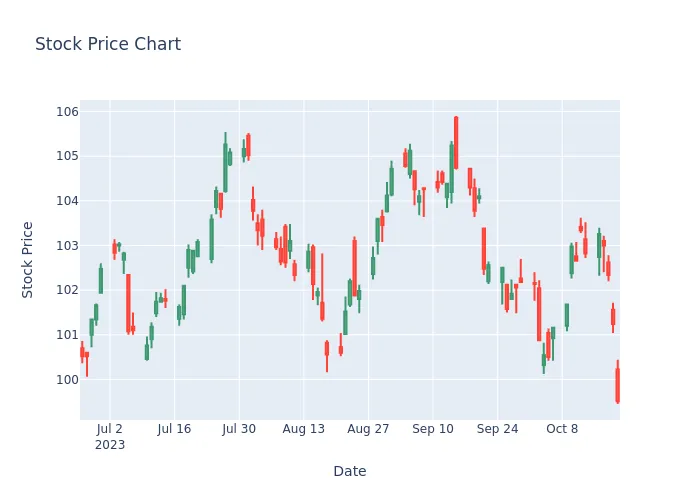 Stock Price Chart
106
105
104
103
102
101
100
Stock Price
Jul 2
2023
Jul 16
Jul 30
Aug 13
Aug 27
Sep 10
Sep 24
Oct 8
Date